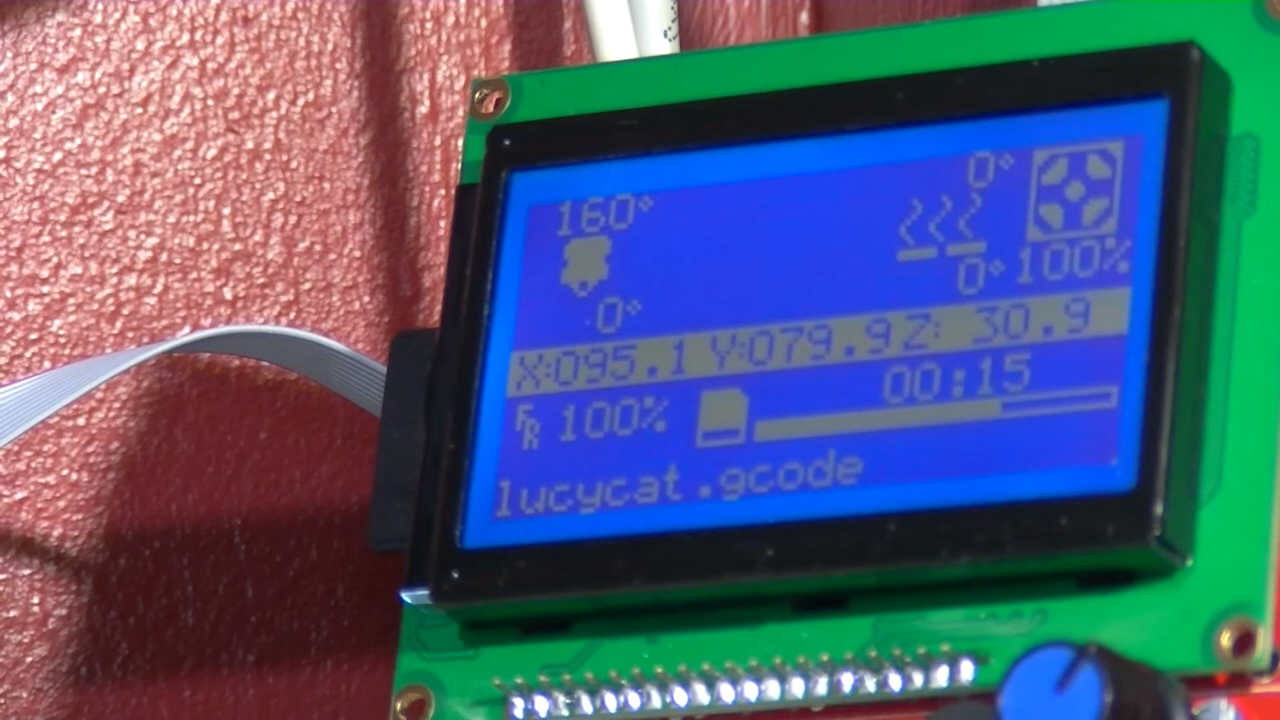 160° 0°
0° 0° 100%
X:095.1 Y:079.9 Z: 30.9
00:15
FR 100%
lucycat.gcode